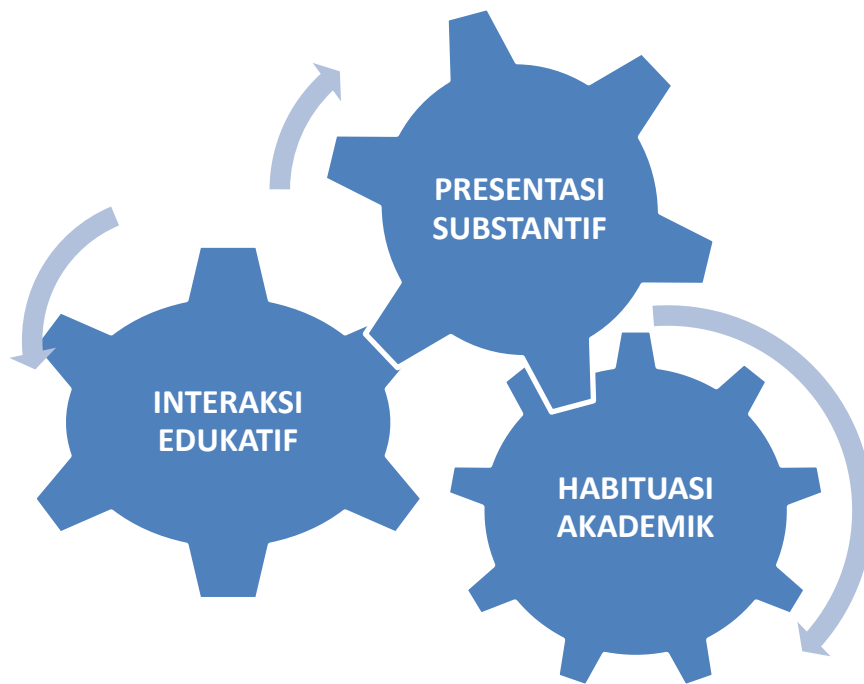 PRESENTASI
SUBSTANTIF
INTERAKSI
EDUKATIF
HABITUASI
AKADEMIK